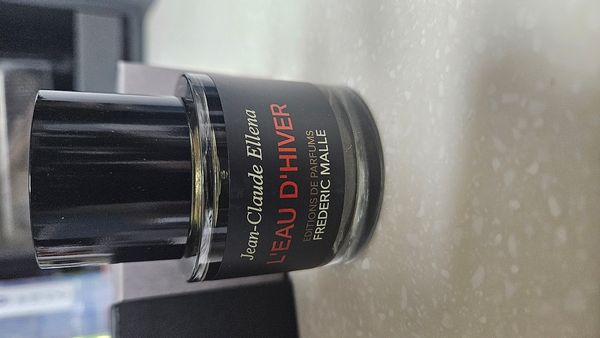 Jean-Claude Ellena
L'EAU D'HIVER
EDITIONS DE PARFUMS
FREDERIC MALLE